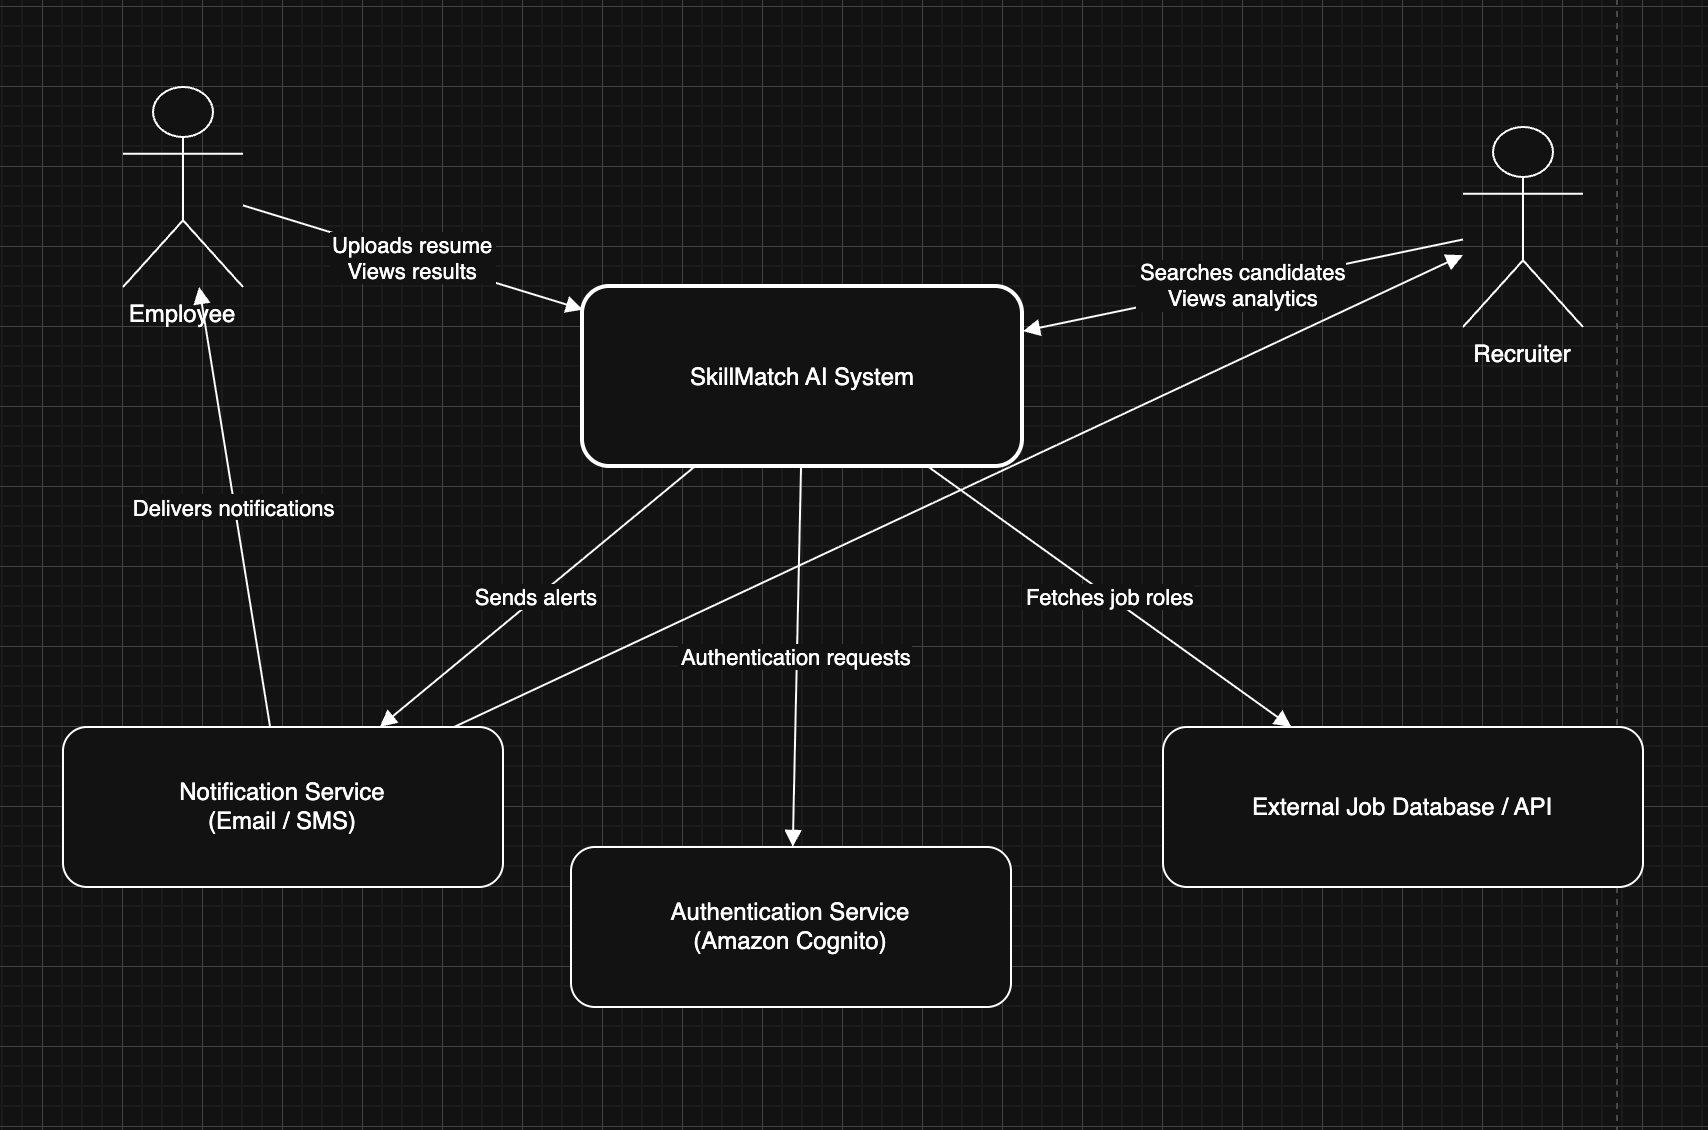 Uploads resume
Views results
Employee
Searches candidates
Views analytics
Recruiter
SkillMatch AI System
Delivers notifications
Sends alerts
Fetches job roles
Authentication requests
Notification Service
(Email / SMS)
External Job Database / API
Authentication Service
(Amazon Cognito)